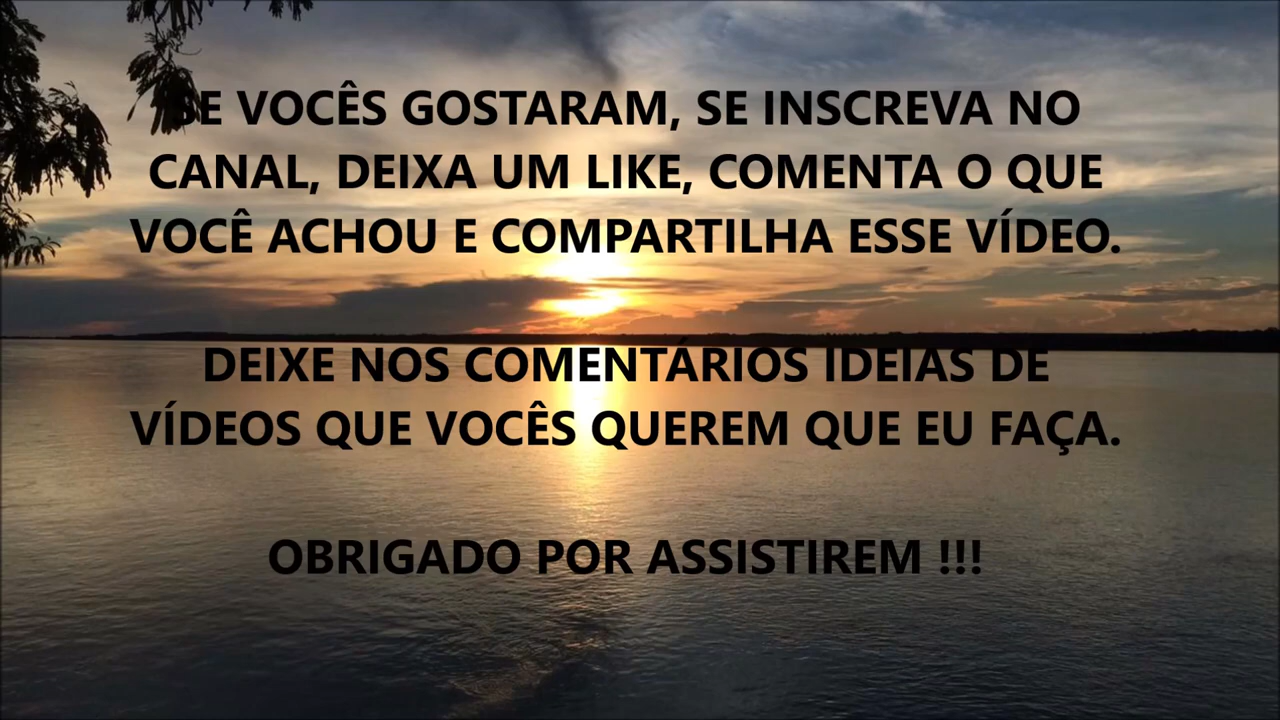 SE VOCÊS GOSTARAM, SE INSCREVA NO
CANAL, DEIXA UM LIKE, COMENTA O QUE
VOCÊ ACHOU E COMPARTILHA ESSE VÍDEO.
DEIXE NOS COMENTÁRIOS IDEIAS DE
VÍDEOS QUE VOCÊS QUEREM QUE EU FAÇA.
OBRIGADO POR ASSISTIREM !!!